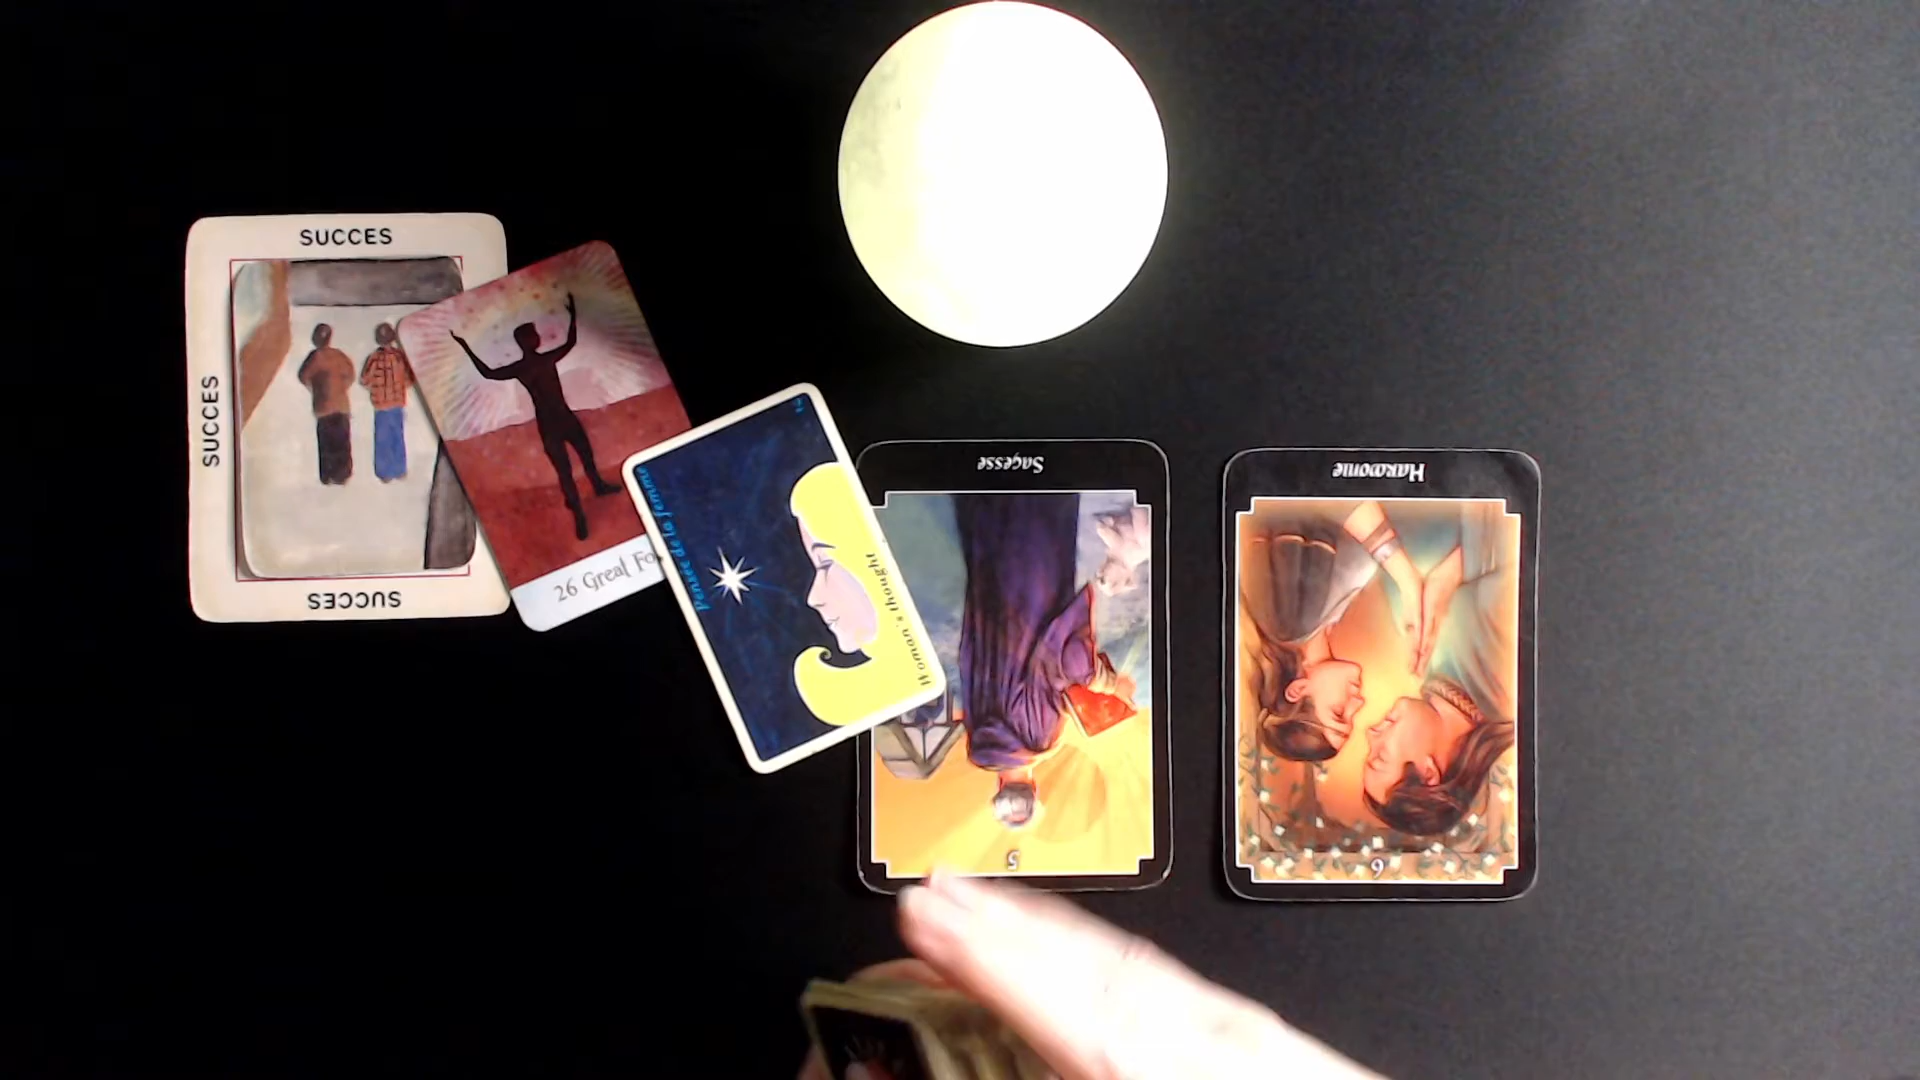 SUCCES
SUCCES
SUCCES
26 Great Fo
Pensée de la femme
Woman's thought
Sagesse
5
Harmonie
6